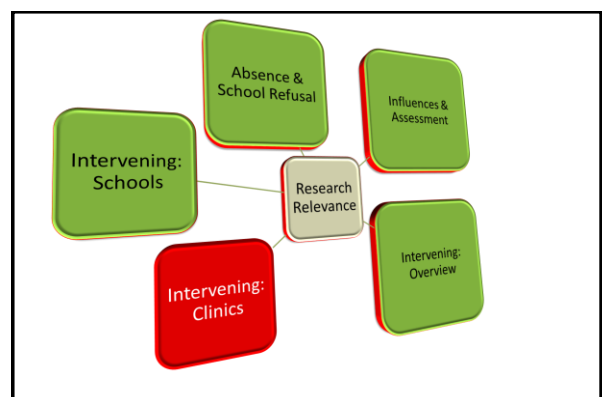 Absence &
School Refusal
Influences &
Assessment
Intervening:
Schools
Research
Relevance
Intervening:
Overview
Intervening:
Clinics